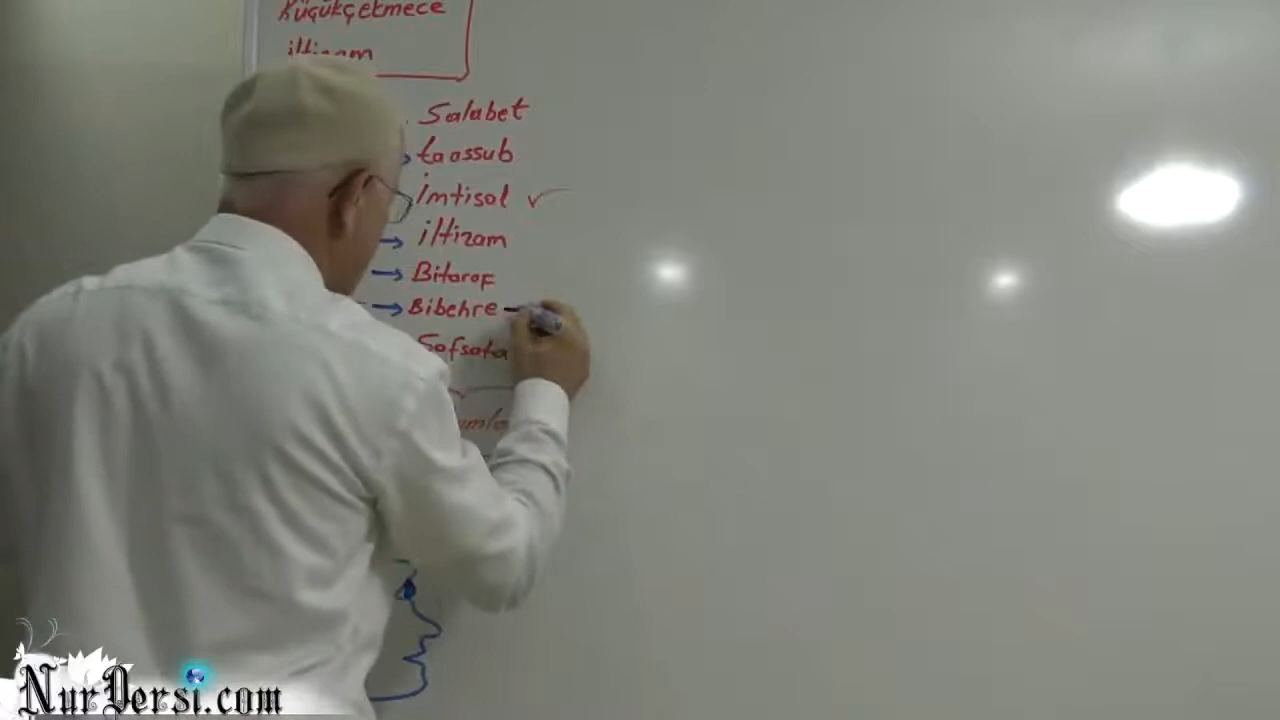 Küçükçekmece
iltizam
Salabet
taassub
İmtisal ✓
→ iltizam
→ Bitaraf
→ Bibehre -
Safsata
NurDersi.com